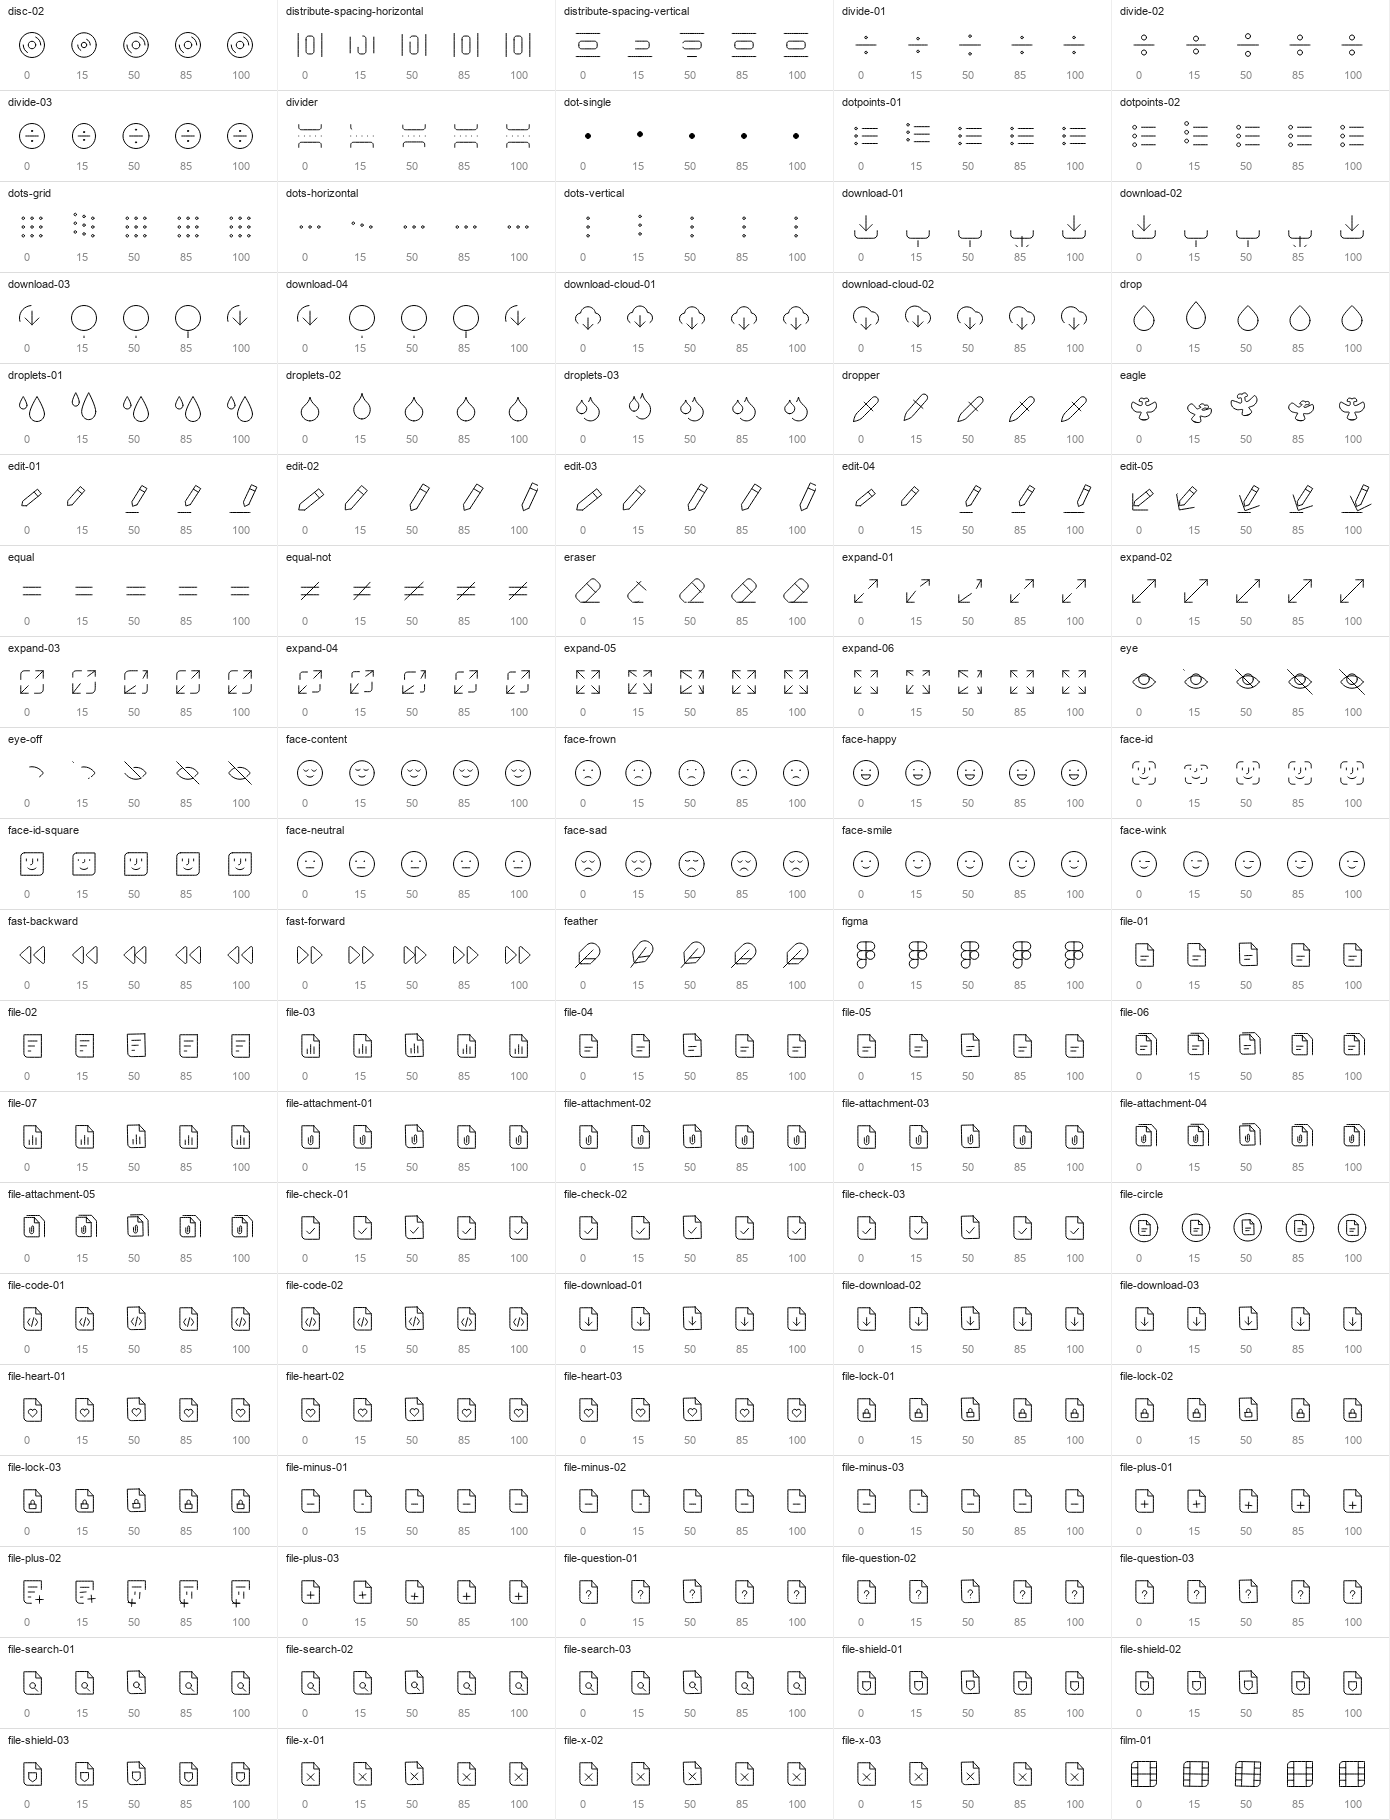 disc-02 distribute-spacing-horizontal distribute-spacing-vertical divide-01 divide-02
0 15 50 85 100 0 15 50 85 100 0 15 50 85 100 0 15 50 85 100 0 15 50 85 100
divide-03 divider dot-single dotpoints-01 dotpoints-02
0 15 50 85 100 0 15 50 85 100 0 15 50 85 100 0 15 50 85 100 0 15 50 85 100
dots-grid dots-horizontal dots-vertical download-01 download-02
0 15 50 85 100 0 15 50 85 100 0 15 50 85 100 0 15 50 85 100 0 15 50 85 100
download-03 download-04 download-cloud-01 download-cloud-02 drop
0 15 50 85 100 0 15 50 85 100 0 15 50 85 100 0 15 50 85 100 0 15 50 85 100
droplets-01 droplets-02 droplets-03 dropper eagle
0 15 50 85 100 0 15 50 85 100 0 15 50 85 100 0 15 50 85 100 0 15 50 85 100
edit-01 edit-02 edit-03 edit-04 edit-05
0 15 50 85 100 0 15 50 85 100 0 15 50 85 100 0 15 50 85 100 0 15 50 85 100
equal equal-not eraser expand-01 expand-02
0 15 50 85 100 0 15 50 85 100 0 15 50 85 100 0 15 50 85 100 0 15 50 85 100
expand-03 expand-04 expand-05 expand-06 eye
0 15 50 85 100 0 15 50 85 100 0 15 50 85 100 0 15 50 85 100 0 15 50 85 100
eye-off face-content face-frown face-happy face-id
0 15 50 85 100 0 15 50 85 100 0 15 50 85 100 0 15 50 85 100 0 15 50 85 100
face-id-square face-neutral face-sad face-smile face-wink
0 15 50 85 100 0 15 50 85 100 0 15 50 85 100 0 15 50 85 100 0 15 50 85 100
fast-backward fast-forward feather figma file-01
0 15 50 85 100 0 15 50 85 100 0 15 50 85 100 0 15 50 85 100 0 15 50 85 100
file-02 file-03 file-04 file-05 file-06
0 15 50 85 100 0 15 50 85 100 0 15 50 85 100 0 15 50 85 100 0 15 50 85 100
file-07 file-attachment-01 file-attachment-02 file-attachment-03 file-attachment-04
0 15 50 85 100 0 15 50 85 100 0 15 50 85 100 0 15 50 85 100 0 15 50 85 100
file-attachment-05 file-check-01 file-check-02 file-check-03 file-circle
0 15 50 85 100 0 15 50 85 100 0 15 50 85 100 0 15 50 85 100 0 15 50 85 100
file-code-01 file-code-02 file-download-01 file-download-02 file-download-03
0 15 50 85 100 0 15 50 85 100 0 15 50 85 100 0 15 50 85 100 0 15 50 85 100
file-heart-01 file-heart-02 file-heart-03 file-lock-01 file-lock-02
0 15 50 85 100 0 15 50 85 100 0 15 50 85 100 0 15 50 85 100 0 15 50 85 100
file-lock-03 file-minus-01 file-minus-02 file-minus-03 file-plus-01
0 15 50 85 100 0 15 50 85 100 0 15 50 85 100 0 15 50 85 100 0 15 50 85 100
file-plus-02 file-plus-03 file-question-01 file-question-02 file-question-03
0 15 50 85 100 0 15 50 85 100 0 15 50 85 100 0 15 50 85 100 0 15 50 85 100
file-search-01 file-search-02 file-search-03 file-shield-01 file-shield-02
0 15 50 85 100 0 15 50 85 100 0 15 50 85 100 0 15 50 85 100 0 15 50 85 100
file-shield-03 file-x-01 file-x-02 file-x-03 film-01
0 15 50 85 100 0 15 50 85 100 0 15 50 85 100 0 15 50 85 100 0 15 50 85 100